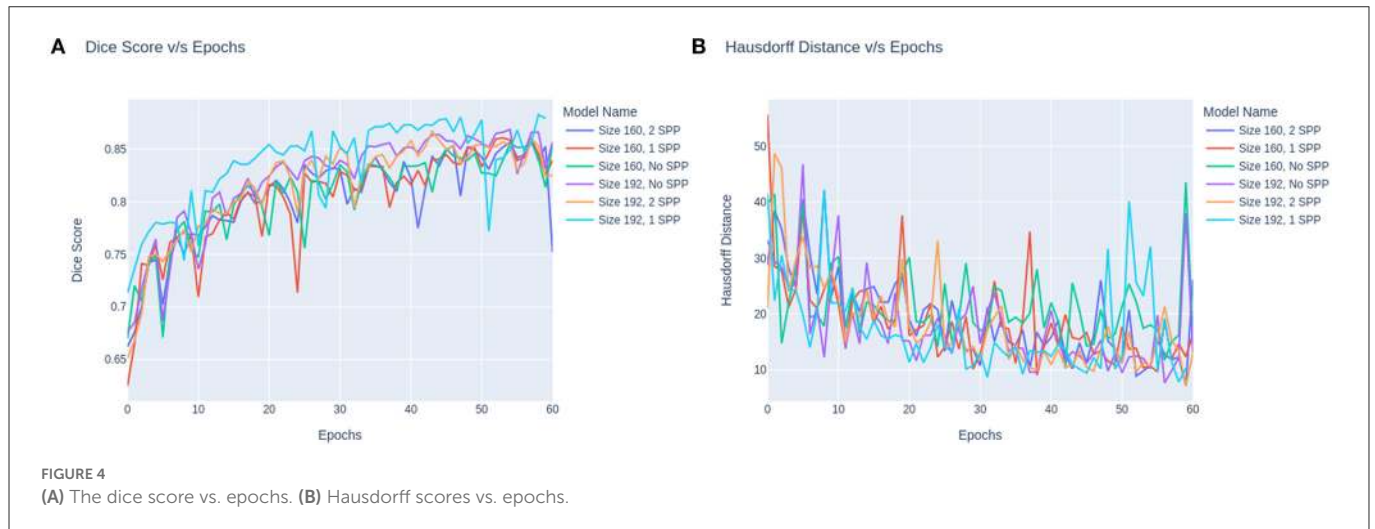 A Dice Score v/s Epochs
Dice Score
0.85
0.8
0.75
0.7
0.65
0 10 20 30 40 50 60
Epochs
Model Name
Size 160, 2 SPP
Size 160, 1 SPP
Size 160, No SPP
Size 192, No SPP
Size 192, 2 SPP
Size 192, 1 SPP
B Hausdorff Distance v/s Epochs
Hausdorff Distance
50
40
30
20
10
0 10 20 30 40 50 60
Epochs
Model Name
Size 160, 2 SPP
Size 160, 1 SPP
Size 160, No SPP
Size 192, No SPP
Size 192, 2 SPP
Size 192, 1 SPP
FIGURE 4
(A) The dice score vs. epochs. (B) Hausdorff scores vs. epochs.